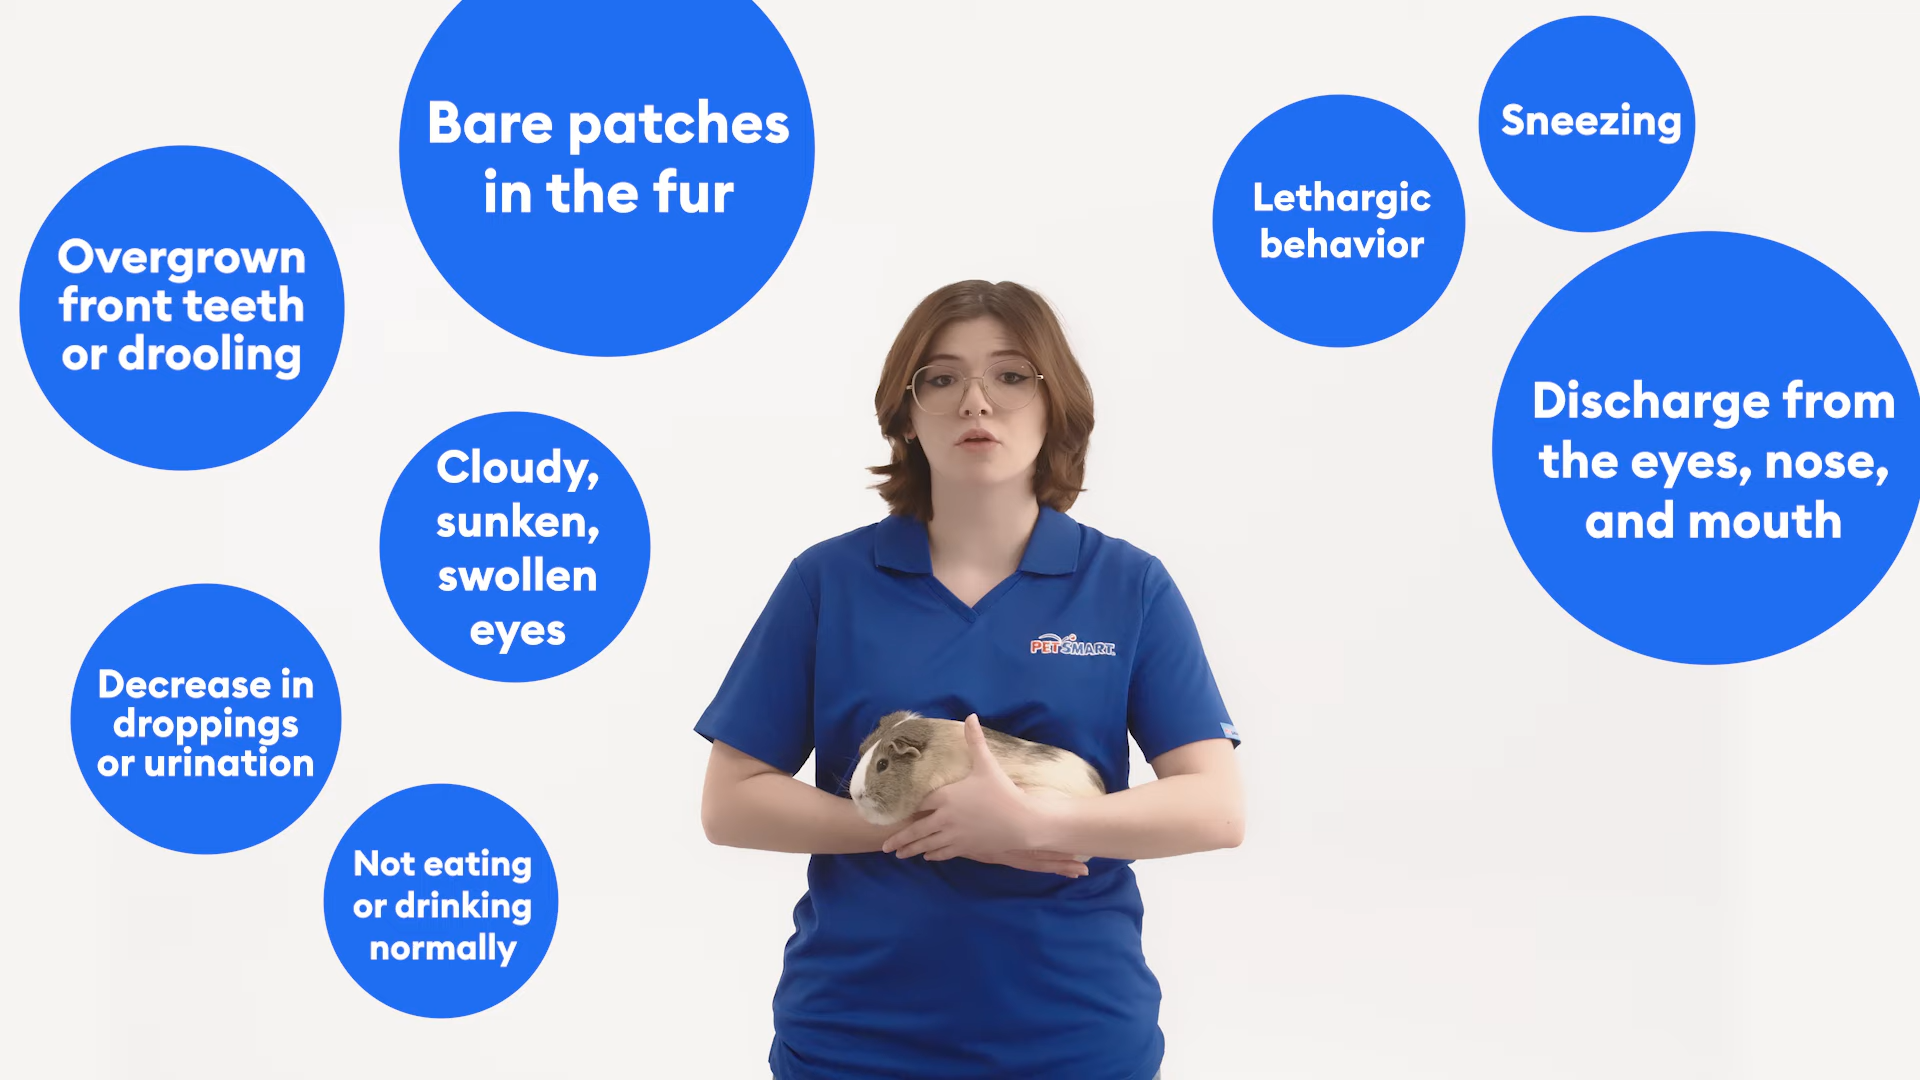 Bare patches
in the fur
Sneezing
Lethargic
behavior
Overgrown
front teeth
or drooling
Discharge from
the eyes, nose,
and mouth
Cloudy,
sunken,
swollen
eyes
PETSMART
Decrease in
droppings
or urination
Not eating
or drinking
normally